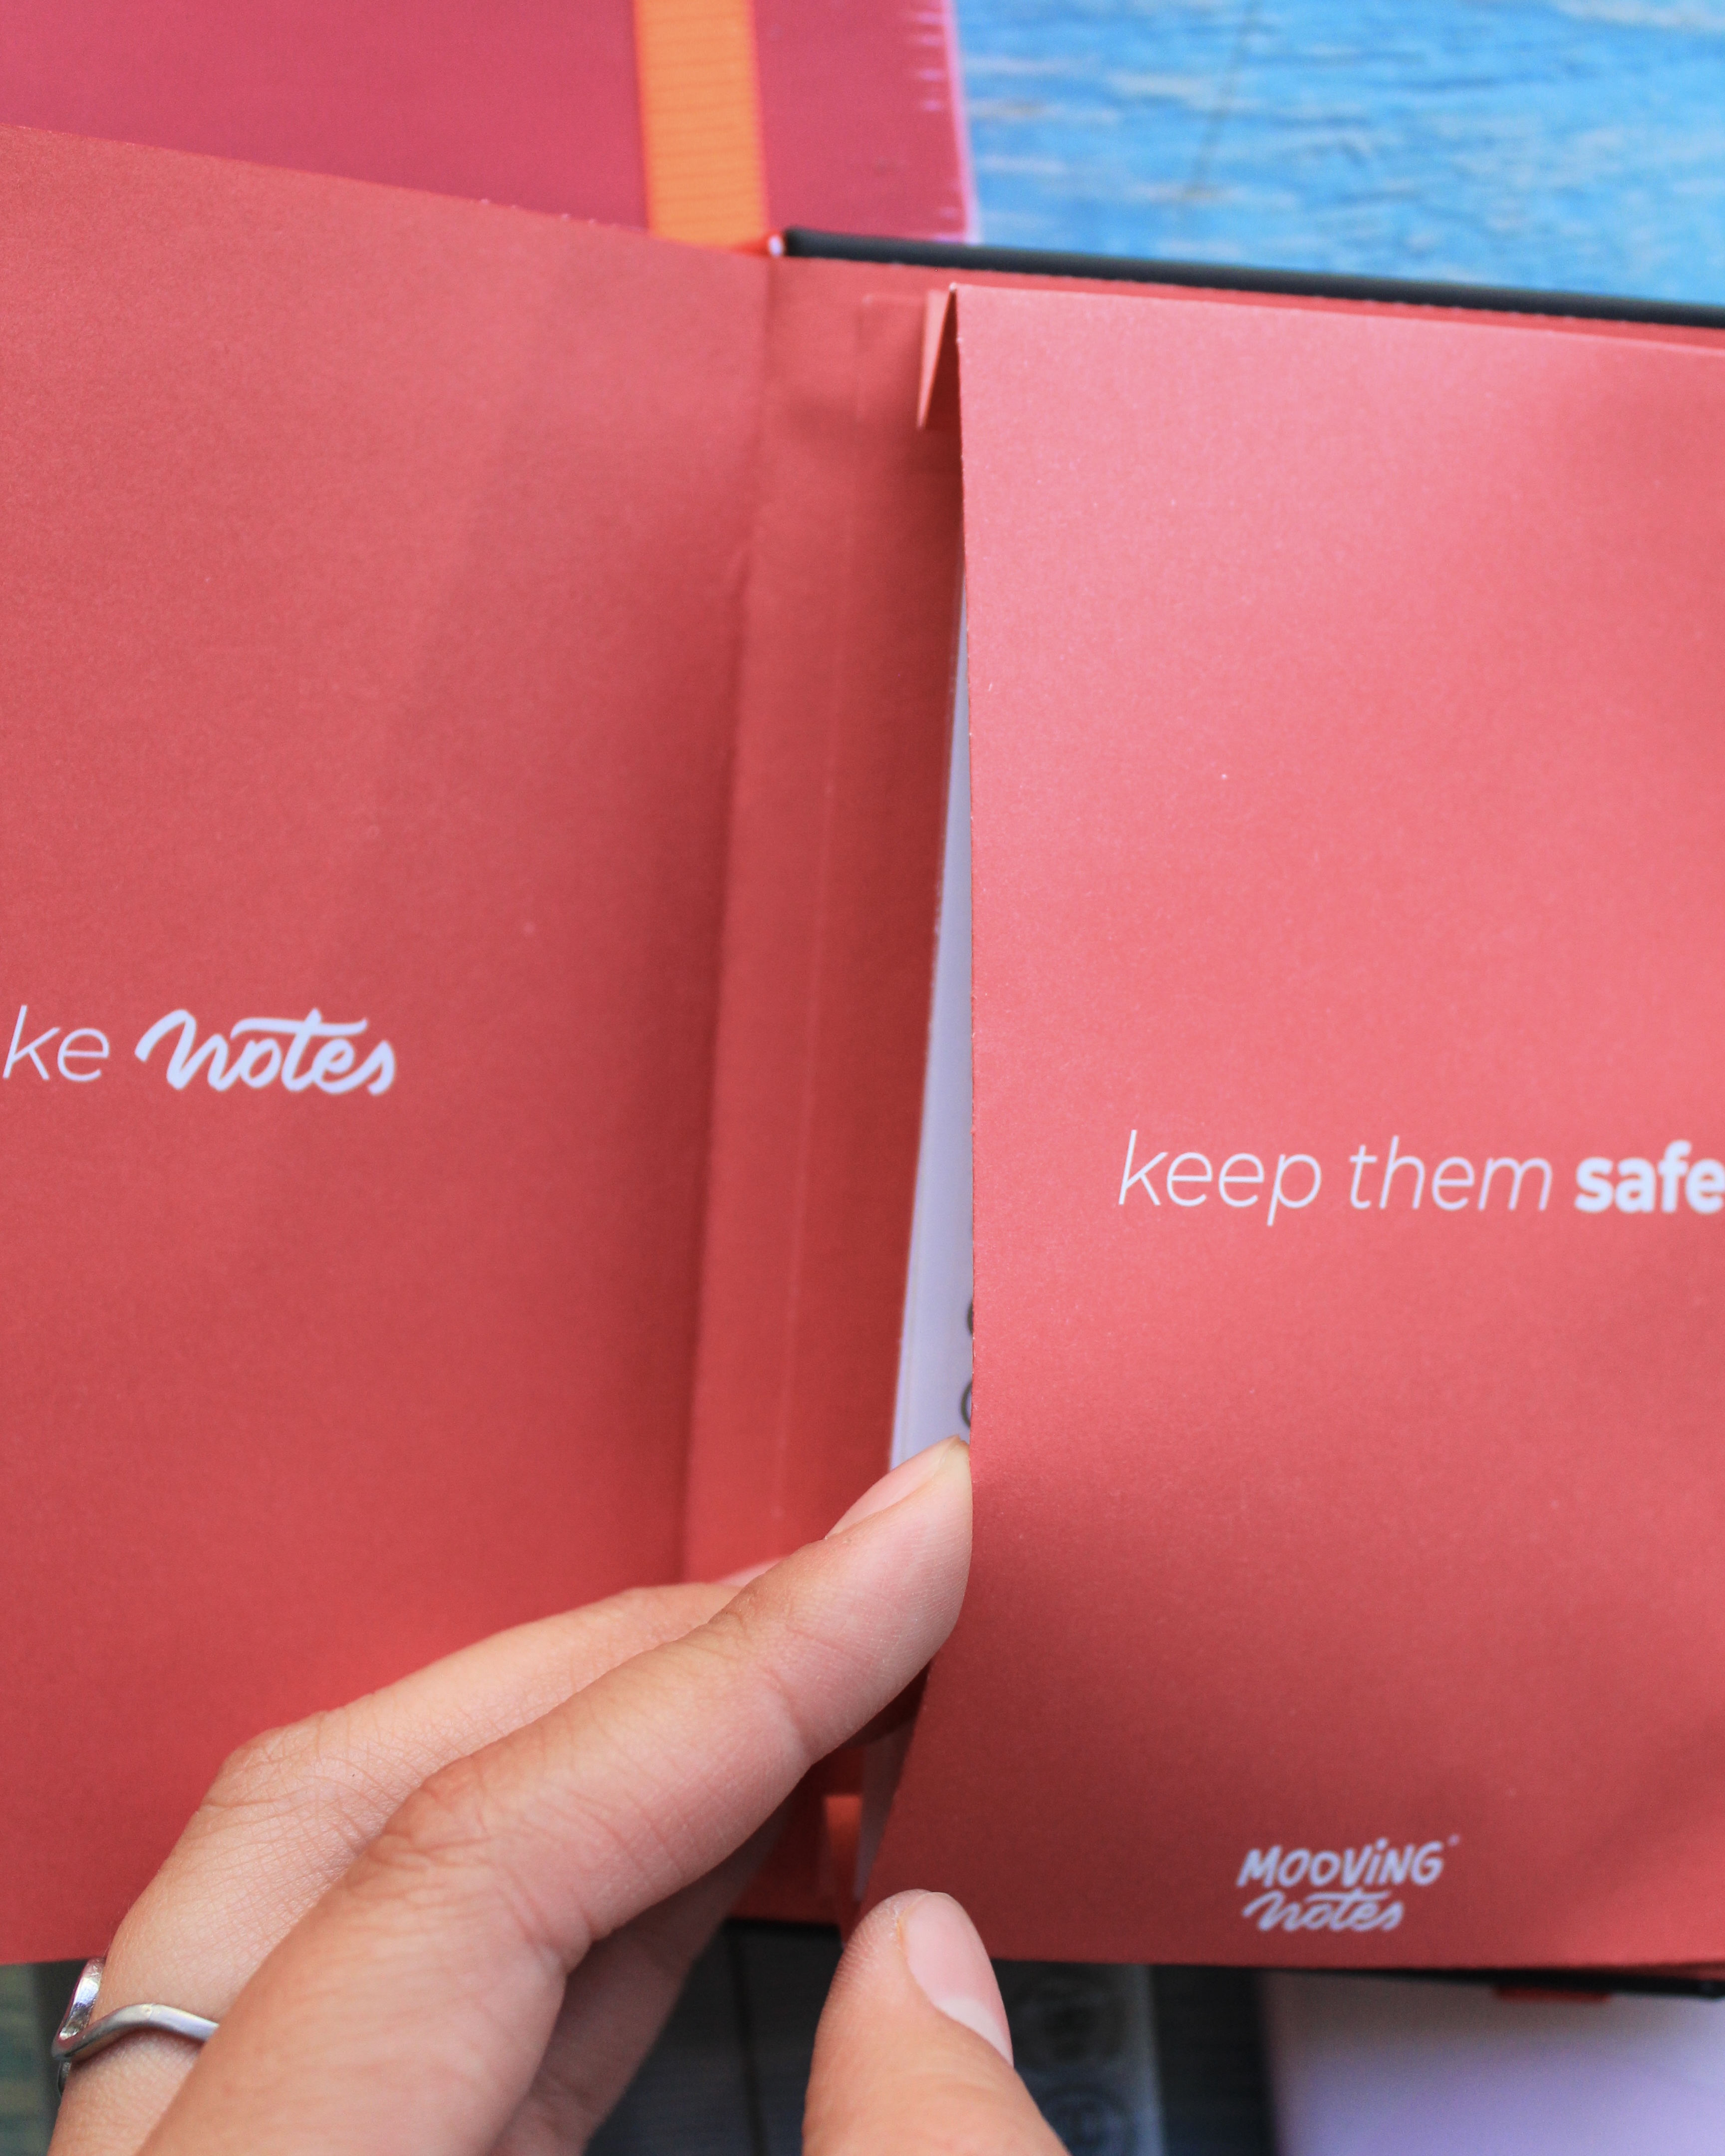 ke notes
keep them safe
MOOVING
notes